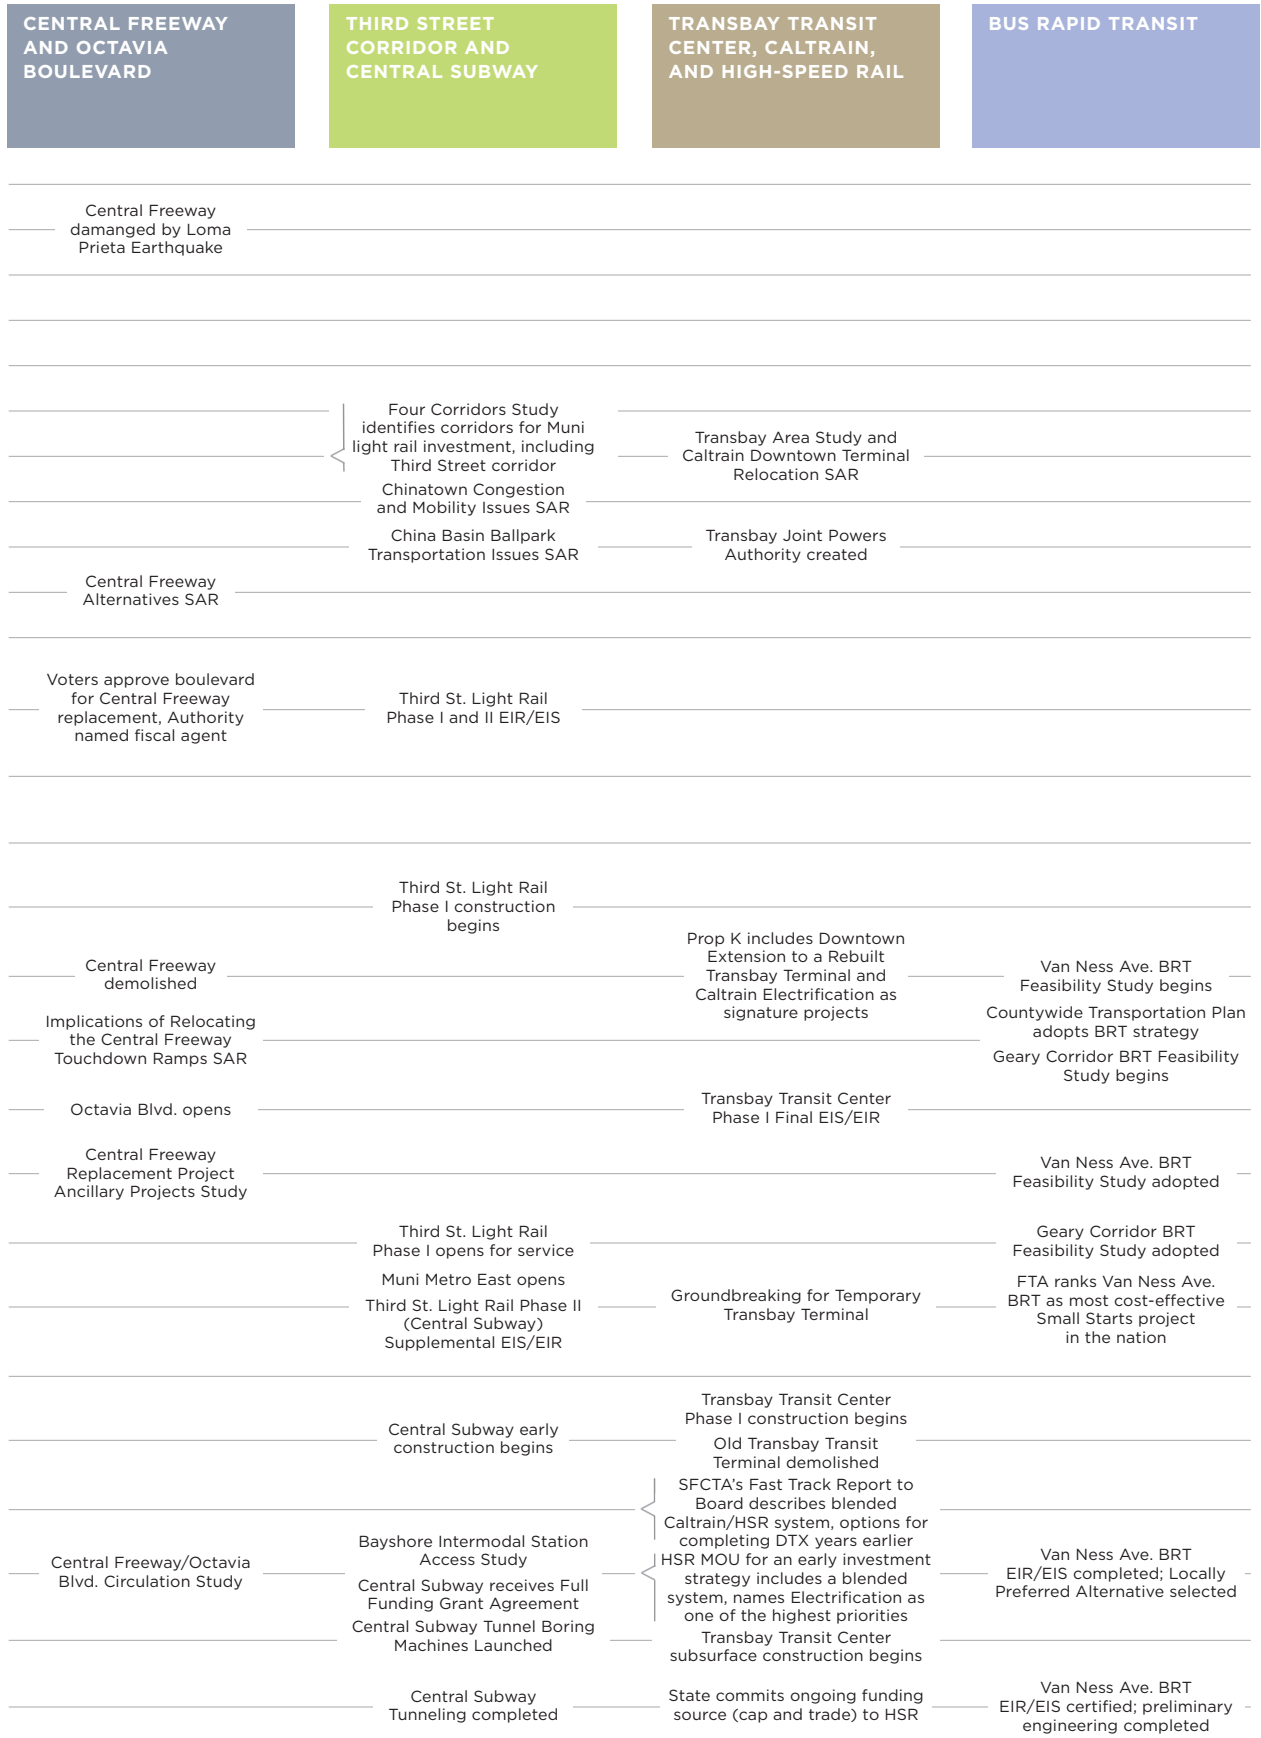 CENTRAL FREEWAY
AND OCTAVIA
BOULEVARD
THIRD STREET
CORRIDOR AND
CENTRAL SUBWAY
TRANSBAY TRANSIT
CENTER, CALTRAIN,
AND HIGH-SPEED RAIL
BUS RAPID TRANSIT
Central Freeway
damanged by Loma
Prieta Earthquake
Four Corridors Study
identifies corridors for Muni
light rail investment, including
Third Street corridor
Transbay Area Study and
Caltrain Downtown Terminal
Relocation SAR
Chinatown Congestion
and Mobility Issues SAR
China Basin Ballpark
Transportation Issues SAR
Transbay Joint Powers
Authority created
Central Freeway
Alternatives SAR
Voters approve boulevard
for Central Freeway
replacement, Authority
named fiscal agent
Third St. Light Rail
Phase I and II EIR/EIS
Third St. Light Rail
Phase I construction
begins
Central Freeway
demolished
Prop K includes Downtown
Extension to a Rebuilt
Transbay Terminal and
Caltrain Electrification as
signature projects
Van Ness Ave. BRT
Feasibility Study begins
Implications of Relocating
the Central Freeway
Touchdown Ramps SAR
Countywide Transportation Plan
adopts BRT strategy
Geary Corridor BRT Feasibility
Study begins
Octavia Blvd. opens
Transbay Transit Center
Phase I Final EIS/EIR
Central Freeway
Replacement Project
Ancillary Projects Study
Van Ness Ave. BRT
Feasibility Study adopted
Third St. Light Rail
Phase I opens for service
Geary Corridor BRT
Feasibility Study adopted
Muni Metro East opens
Third St. Light Rail Phase II
(Central Subway)
Supplemental EIS/EIR
Groundbreaking for Temporary
Transbay Terminal
FTA ranks Van Ness Ave.
BRT as most cost-effective
Small Starts project
in the nation
Central Subway early
construction begins
Transbay Transit Center
Phase I construction begins
Old Transbay Transit
Terminal demolished
SFCTA's Fast Track Report to
Board describes blended
Caltrain/HSR system, options for
completing DTX years earlier
Central Freeway/Octavia
Blvd. Circulation Study
Bayshore Intermodal Station
Access Study
Central Subway receives Full
Funding Grant Agreement
HSR MOU for an early investment
strategy includes a blended
system, names Electrification as
one of the highest priorities
Van Ness Ave. BRT
EIR/EIS completed; Locally
Preferred Alternative selected
Central Subway Tunnel Boring
Machines Launched
Transbay Transit Center
subsurface construction begins
Central Subway
Tunneling completed
State commits ongoing funding
source (cap and trade) to HSR
Van Ness Ave. BRT
EIR/EIS certified; preliminary
engineering completed